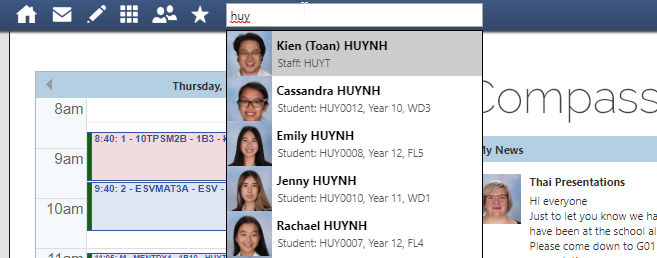 huy
Kien (Toan) HUYNH
Staff: HUYT
Cassandra HUYNH
Student: HUY0012, Year 10, WD3
Emily HUYNH
Student: HUY0008, Year 12, FL5
Jenny HUYNH
Student: HUY0010, Year 11, WD1
Rachael HUYNH
Student: HUY0007, Year 12, FL4
Thursday,
8am
8:40: 1 - 10TPSM2B - 1B3 -
9am
9:40: 2 - ESVMAT3A - ESV -
10am
11am
Compass
My News
Thai Presentations
Hi everyone
Just to let you know we ha
have been at the school al
Please come down to G01